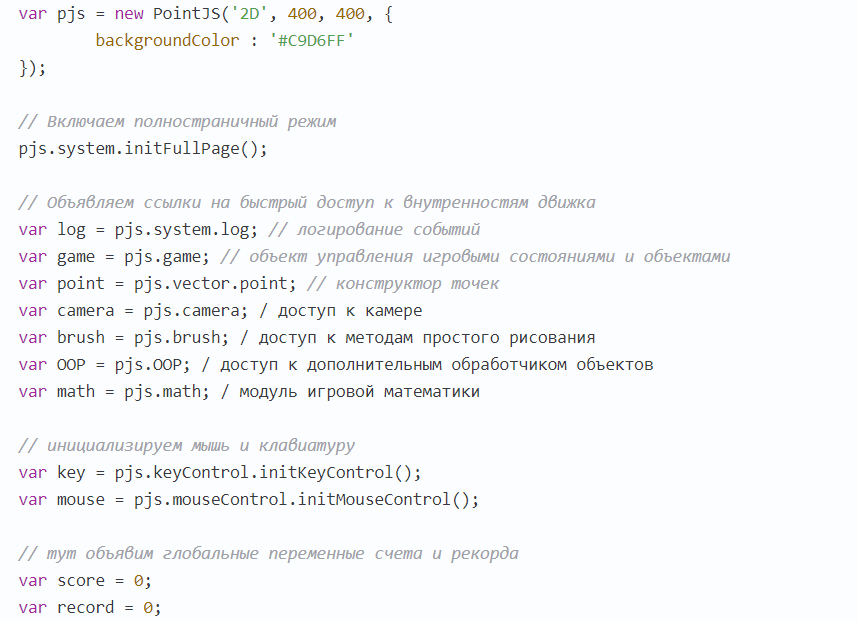 var pjs = new PointJS('2D', 400, 400, {
        backgroundColor : '#C9D6FF'
});

// Включаем полностраничный режим
pjs.system.initFullPage();

// Объявляем ссылки на быстрый доступ к внутренностям движка
var log = pjs.system.log; // логирование событий
var game = pjs.game; // объект управления игровыми состояниями и объектами
var point = pjs.vector.point; // конструктор точек
var camera = pjs.camera; / доступ к камере
var brush = pjs.brush; / доступ к методам простого рисования
var OOP = pjs.OOP; / доступ к дополнительным обработчиком объектов
var math = pjs.math; / модуль игровой математики

// инициализируем мышь и клавиатуру
var key = pjs.keyControl.initKeyControl();
var mouse = pjs.mouseControl.initMouseControl();

// тут объявим глобальные переменные счета и рекорда
var score = 0;
var record = 0;